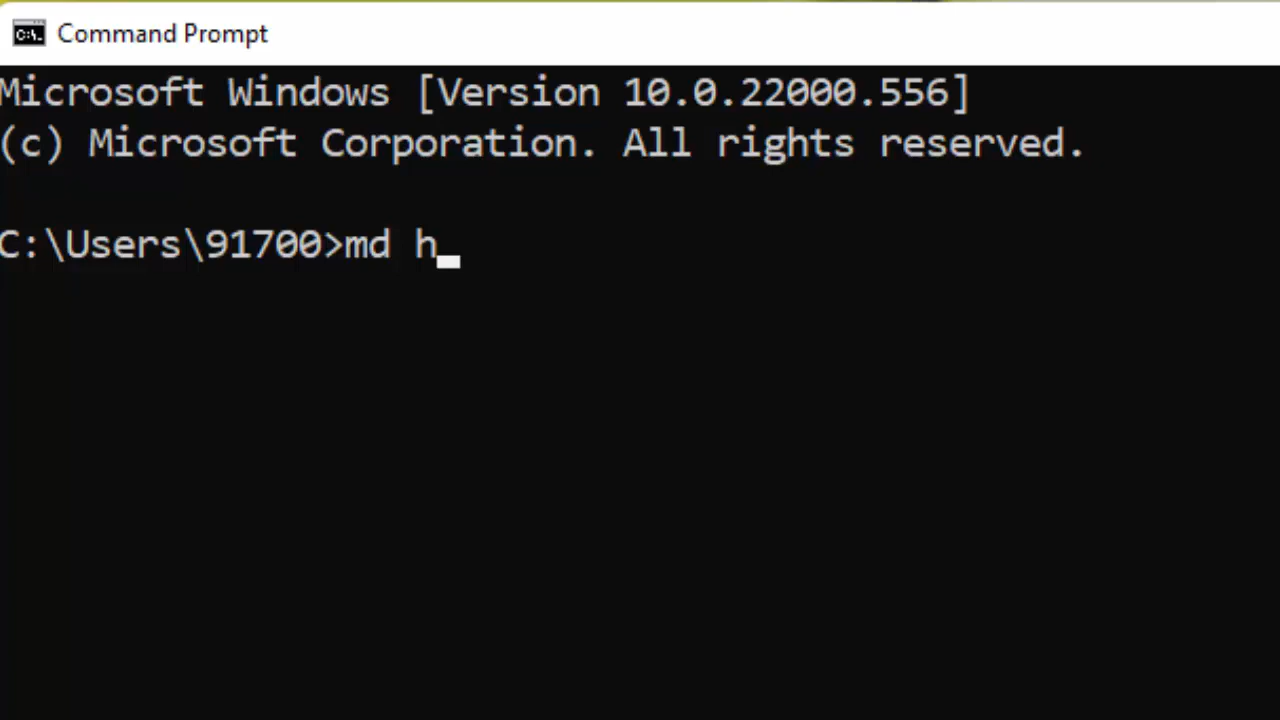 Command Prompt
Microsoft Windows [Version 10.0.22000.556]
(c) Microsoft Corporation. All rights reserved.
C:\Users\91700>md h